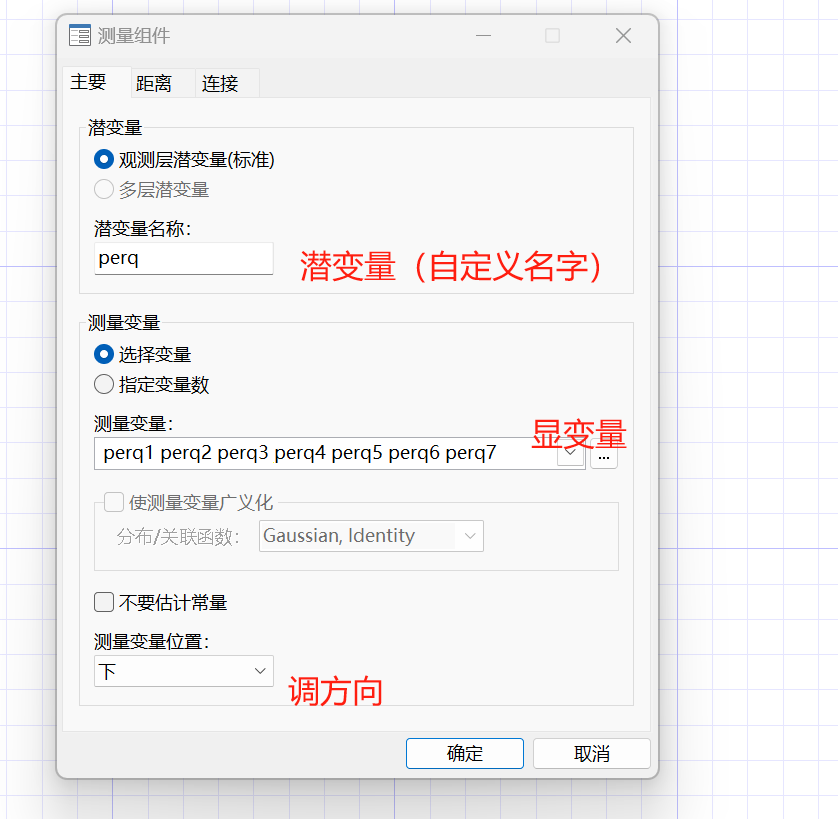 测量组件
主要 距离 连接
潜变量
观测层潜变量(标准)
多层潜变量
潜变量名称：
perq
潜变量（自定义名字）
测量变量
选择变量
指定变量数
测量变量：
显变量
perq1 perq2 perq3 perq4 perq5 perq6 perq7
...
使测量变量广义化
分布/关联函数： Gaussian, Identity
不要估计常量
测量变量位置：
下
调方向
确定 取消